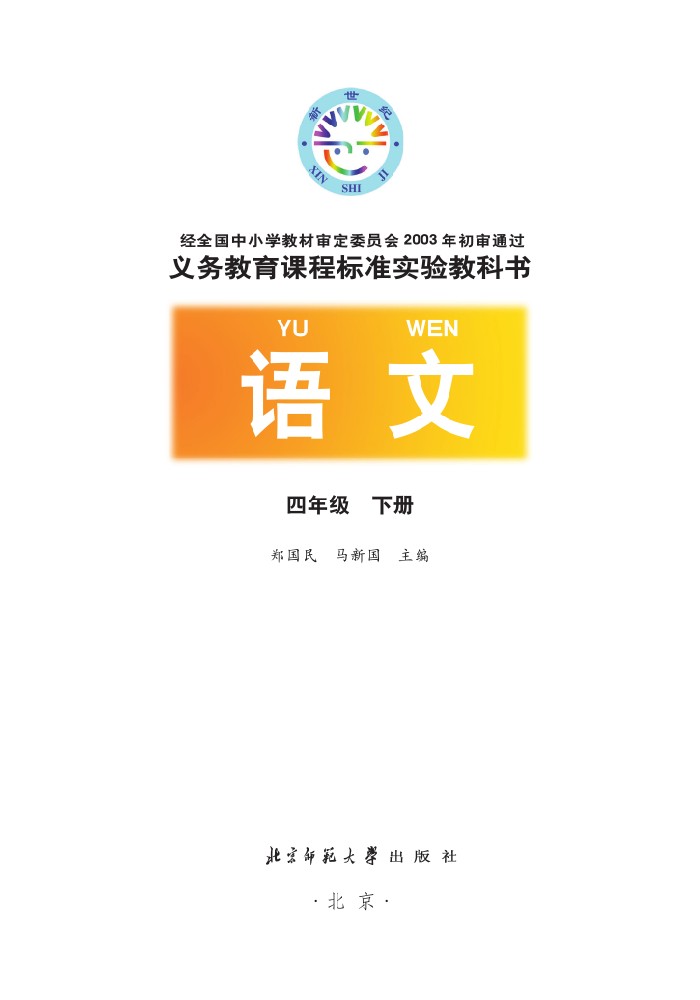 新世纪
XIN SHI JI
经全国中小学教材审定委员会 2003 年初审通过
义务教育课程标准实验教科书
YU WEN
语 文
四年级 下册
郑国民 马新国 主编
北京师范大学出版社
·北 京·